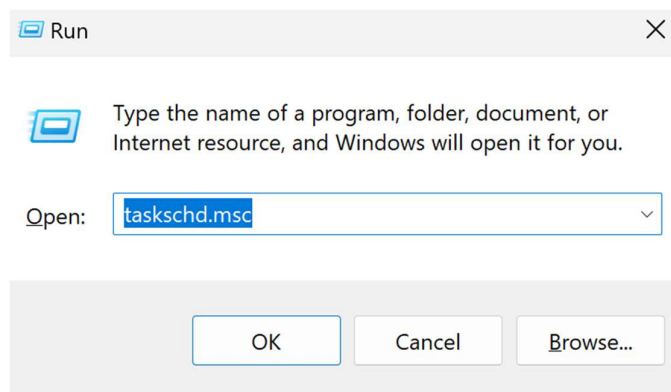 Run
Type the name of a program, folder, document, or
Internet resource, and Windows will open it for you.
Open: taskschd.msc
OK Cancel Browse...